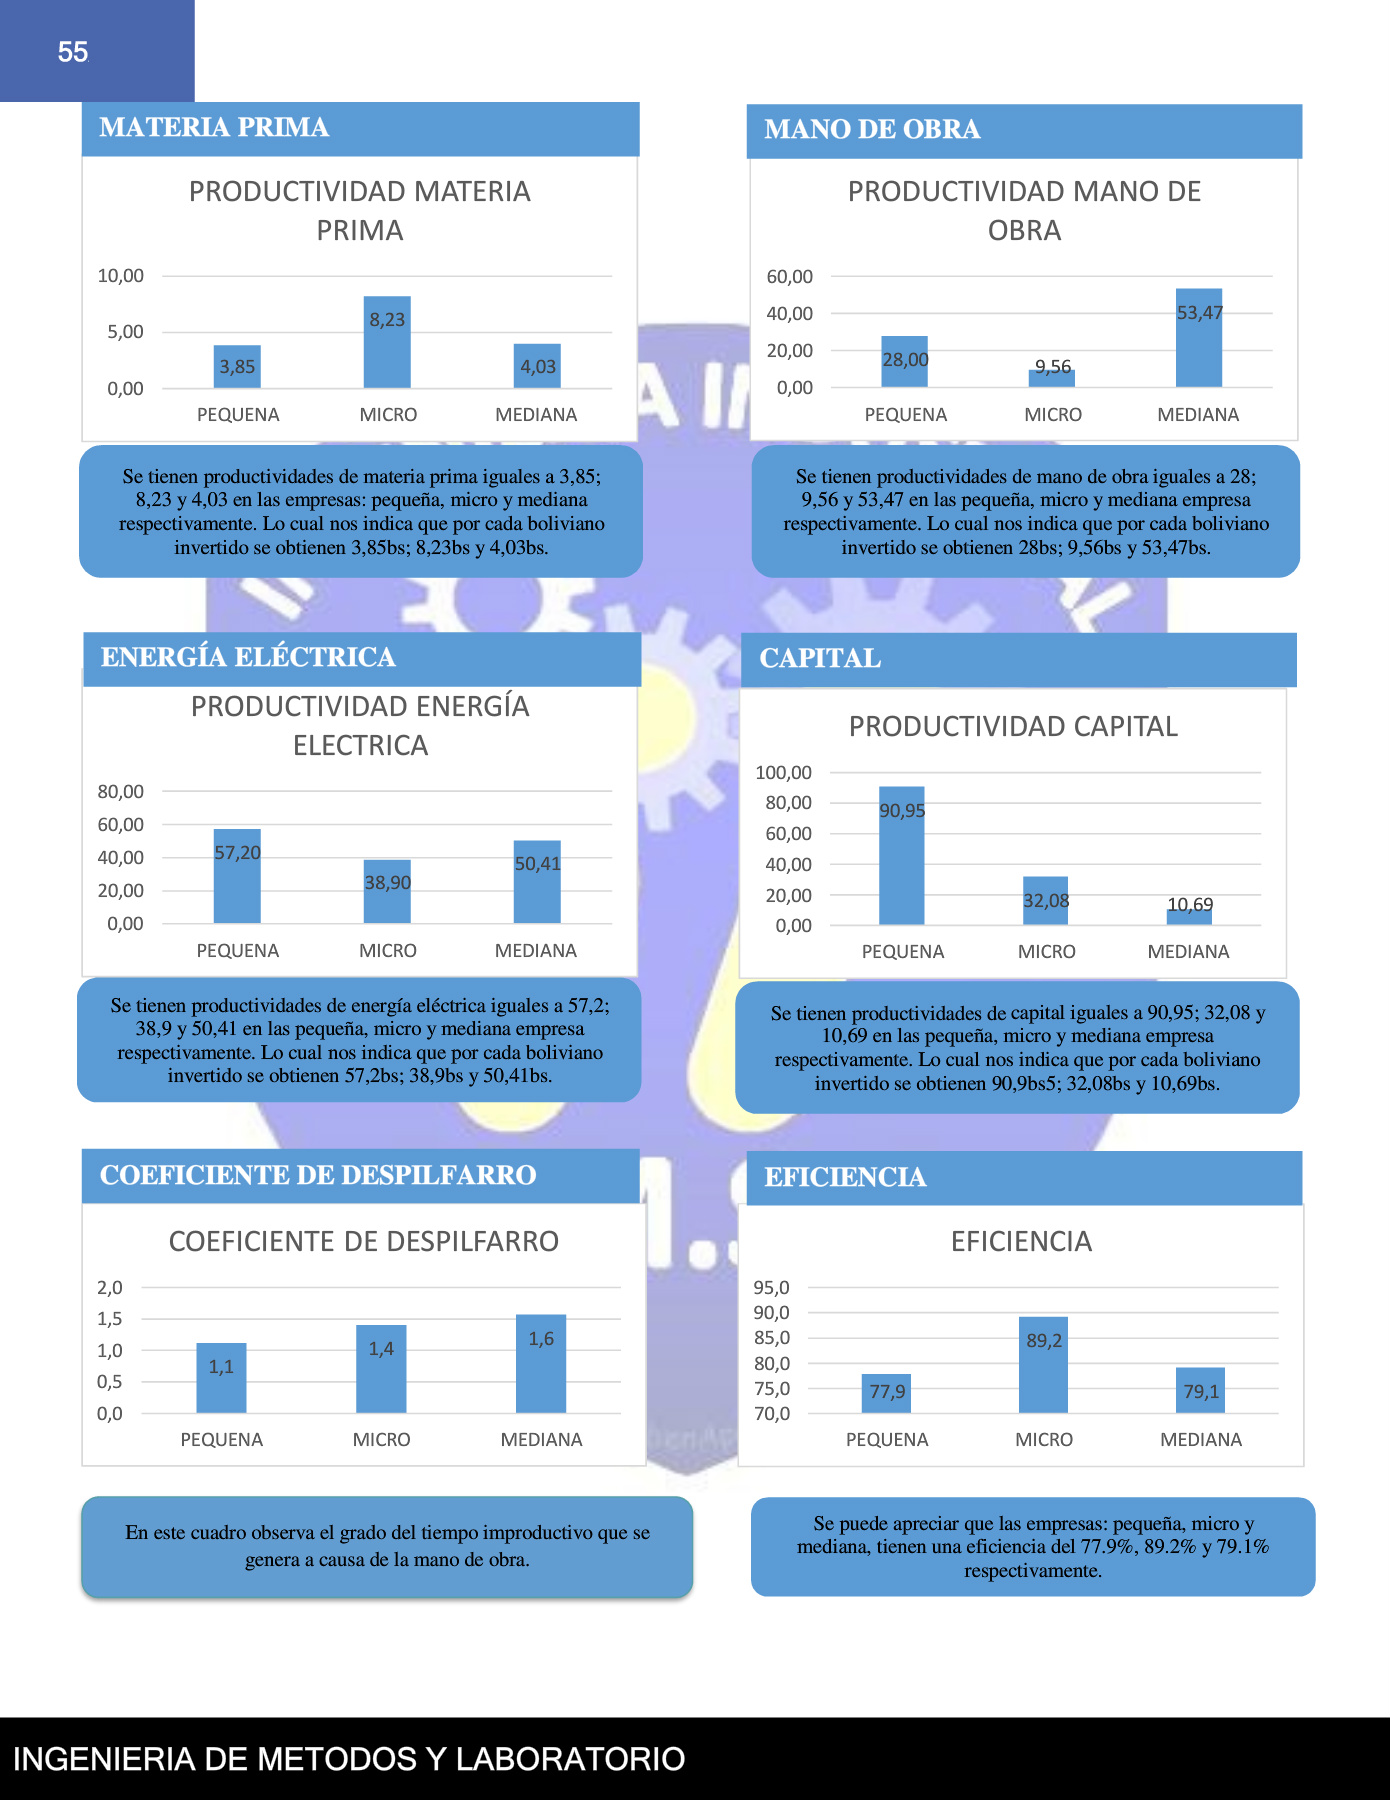 55
MATERIA PRIMA
PRODUCTIVIDAD MATERIA
PRIMA
10,00
5,00
0,00
3,85
8,23
4,03
PEQUENA
MICRO
MEDIANA
Se tienen productividades de materia prima iguales a 3,85;
8,23 y 4,03 en las empresas: pequeña, micro y mediana
respectivamente. Lo cual nos indica que por cada boliviano
invertido se obtienen 3,85bs; 8,23bs y 4,03bs.
MANO DE OBRA
PRODUCTIVIDAD MANO DE
OBRA
60,00
40,00
20,00
0,00
28,00
9,56
53,47
PEQUENA
MICRO
MEDIANA
Se tienen productividades de mano de obra iguales a 28;
9,56 y 53,47 en las pequeña, micro y mediana empresa
respectivamente. Lo cual nos indica que por cada boliviano
invertido se obtienen 28bs; 9,56bs y 53,47bs.
ENERGÍA ELÉCTRICA
PRODUCTIVIDAD ENERGÍA
ELECTRICA
80,00
60,00
40,00
20,00
0,00
57,20
38,90
50,41
PEQUENA
MICRO
MEDIANA
Se tienen productividades de energía eléctrica iguales a 57,2;
38,9 y 50,41 en las pequeña, micro y mediana empresa
respectivamente. Lo cual nos indica que por cada boliviano
invertido se obtienen 57,2bs; 38,9bs y 50,41bs.
CAPITAL
PRODUCTIVIDAD CAPITAL
100,00
80,00
60,00
40,00
20,00
0,00
90,95
32,08
10,69
PEQUENA
MICRO
MEDIANA
Se tienen productividades de capital iguales a 90,95; 32,08 y
10,69 en las pequeña, micro y mediana empresa
respectivamente. Lo cual nos indica que por cada boliviano
invertido se obtienen 90,9bs5; 32,08bs y 10,69bs.
COEFICIENTE DE DESPILFARRO
COEFICIENTE DE DESPILFARRO
2,0
1,5
1,0
0,5
0,0
1,1
1,4
1,6
PEQUENA
MICRO
MEDIANA
En este cuadro observa el grado del tiempo improductivo que se
genera a causa de la mano de obra.
EFICIENCIA
EFICIENCIA
95,0
90,0
85,0
80,0
75,0
70,0
77,9
89,2
79,1
PEQUENA
MICRO
MEDIANA
Se puede apreciar que las empresas: pequeña, micro y
mediana, tienen una eficiencia del 77.9%, 89.2% y 79.1%
respectivamente.
INGENIERIA DE METODOS Y LABORATORIO